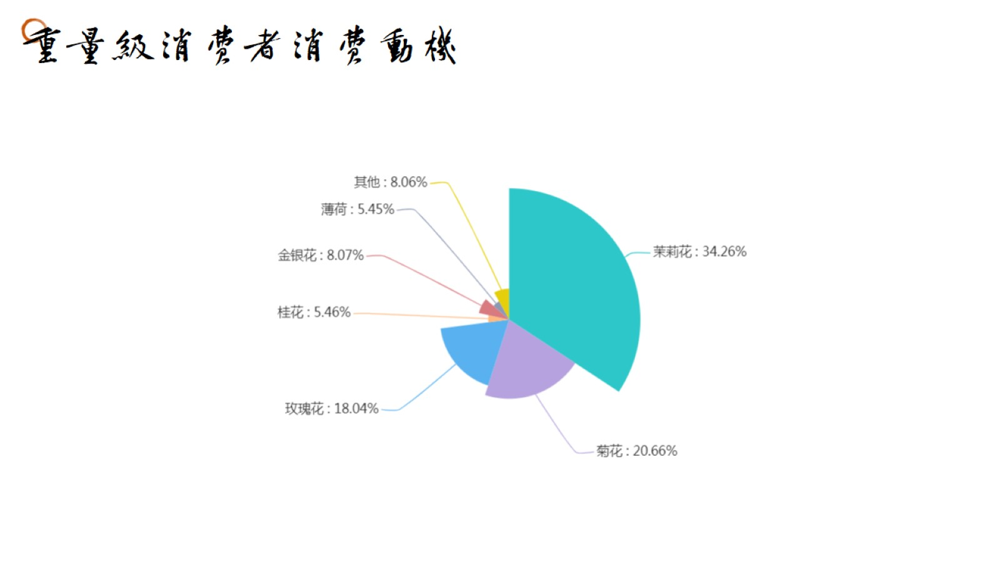 重量級消費者消費動機
其他 : 8.06%
薄荷 : 5.45%
金银花 : 8.07%
茉莉花 : 34.26%
桂花 : 5.46%
玫瑰花 : 18.04%
菊花 : 20.66%